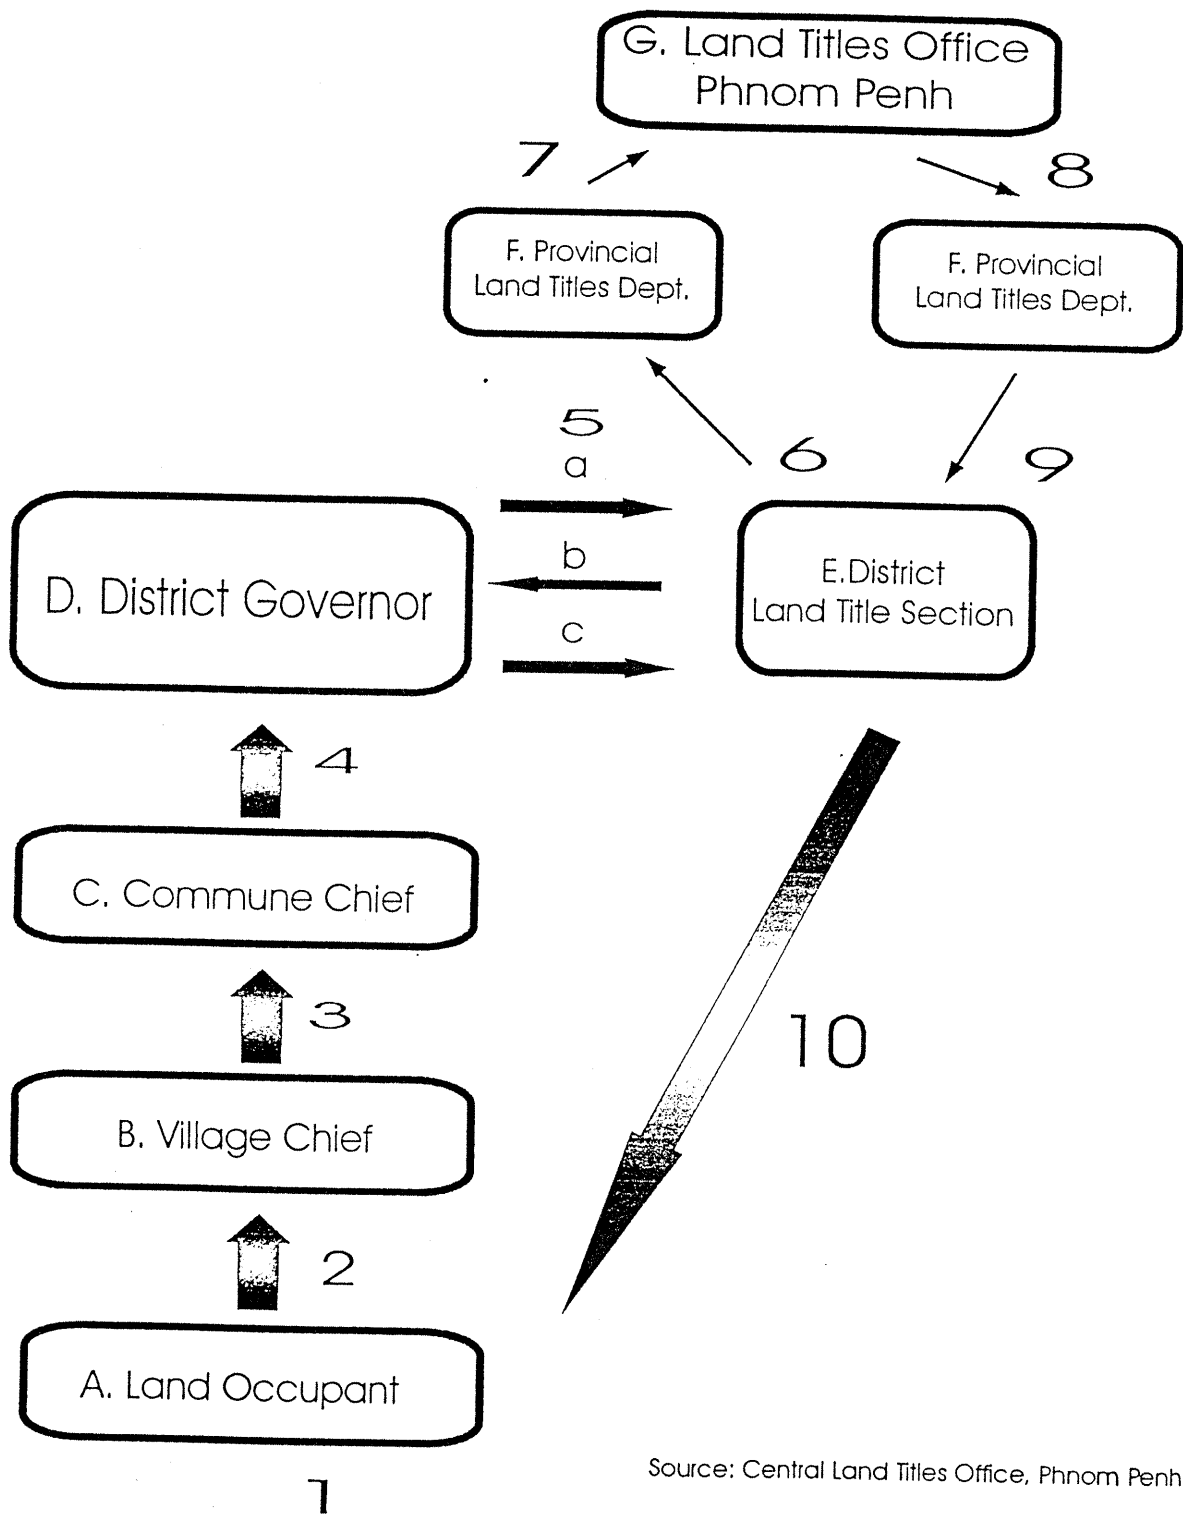 G. Land Titles Office
Phnom Penh
7
8
F. Provincial
Land Titles Dept.
F. Provincial
Land Titles Dept.
5
a
6
9
b
c
D. District Governor
E.District
Land Title Section
4
C. Commune Chief
3
10
B. Village Chief
2
A. Land Occupant
1
Source: Central Land Titles Office, Phnom Penh